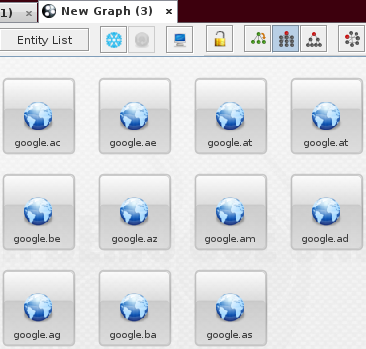 1)
New Graph (3)
Entity List
google.ac google.ae google.at google.at
google.be google.az google.am google.ad
google.ag google.ba google.as